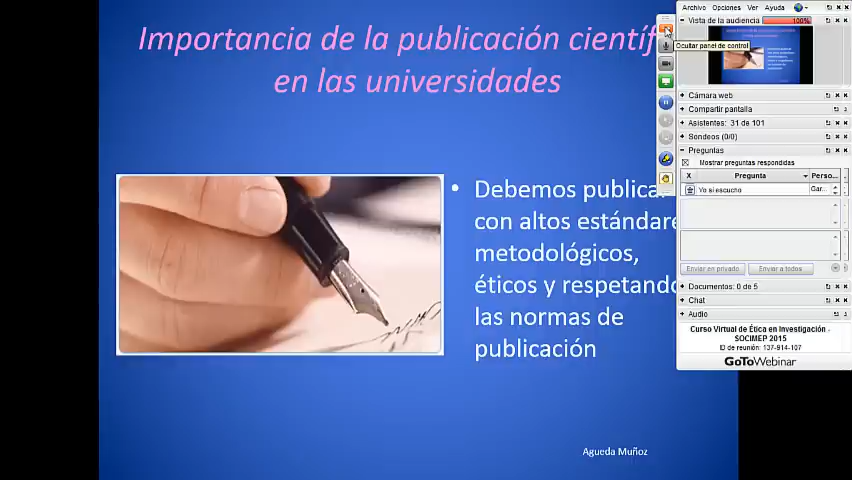 Importancia de la publicación científ
en las universidades
Debemos publica
con altos estándare
metodológicos,
éticos y respetando
las normas de
publicación
Agueda Muñoz
Archivo Opciones Ver Ayuda
Vista de la audiencia 100%
Ocultar panel de control
Cámara web
Compartir pantalla
Asistentes: 31 de 101
Sondeos (0/0)
Preguntas
Mostrar preguntas respondidas
X Pregunta Perso...
Yo si escucho Gar...
Enviar en privado Enviar a todos
Documentos: 0 de 5
Chat
Audio
Curso Virtual de Ética en Investigación -
SOCIMEP 2015
ID de reunión: 137-914-107
GoToWebinar